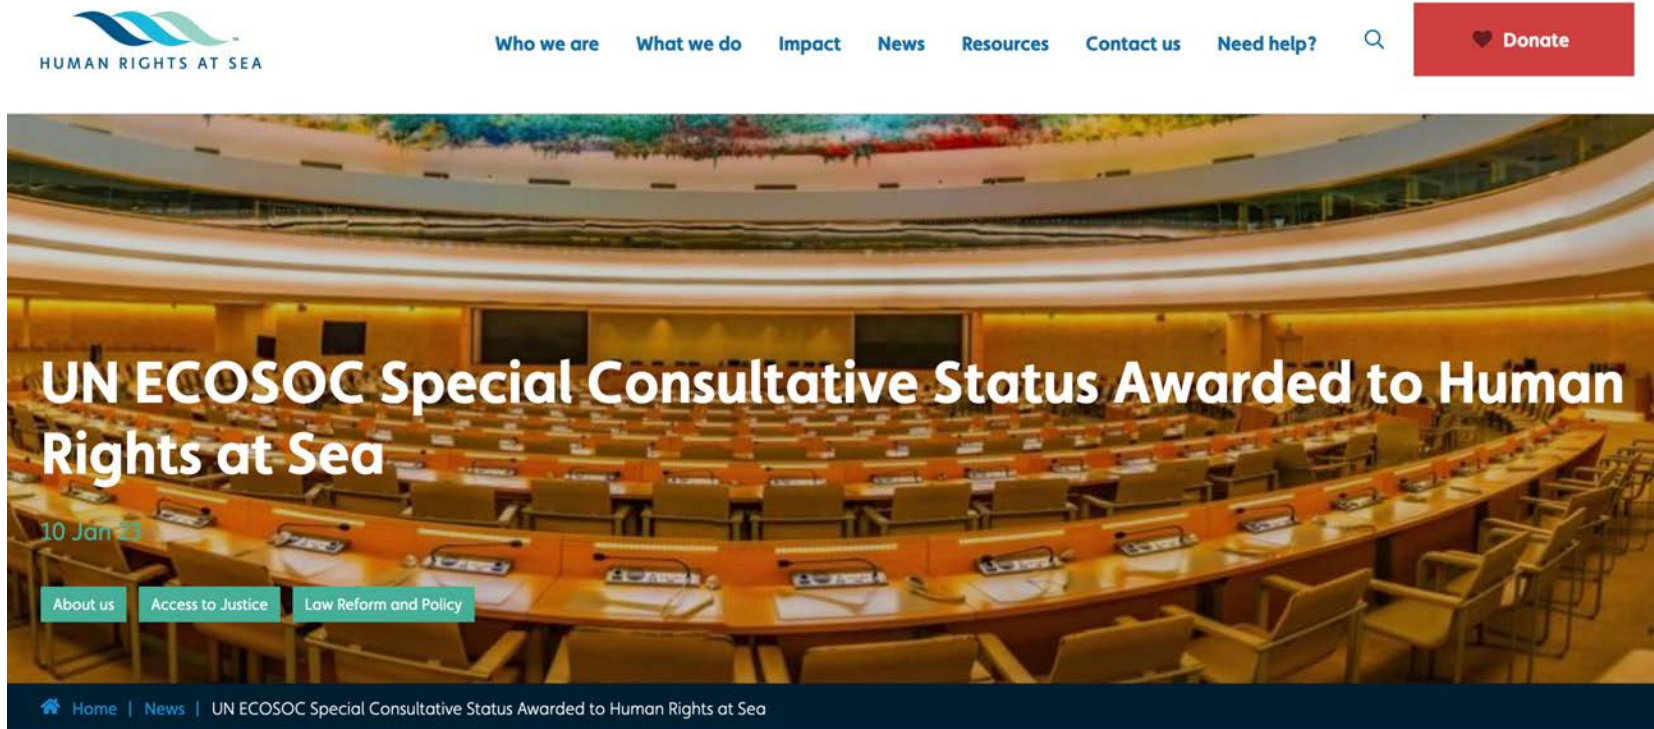 HUMAN RIGHTS AT SEA
Who we are What we do Impact News Resources Contact us Need help? Donate
UN ECOSOC Special Consultative Status Awarded to Human
Rights at Sea
10 Jan 23
About us Access to Justice Law Reform and Policy
Home | News | UN ECOSOC Special Consultative Status Awarded to Human Rights at Sea